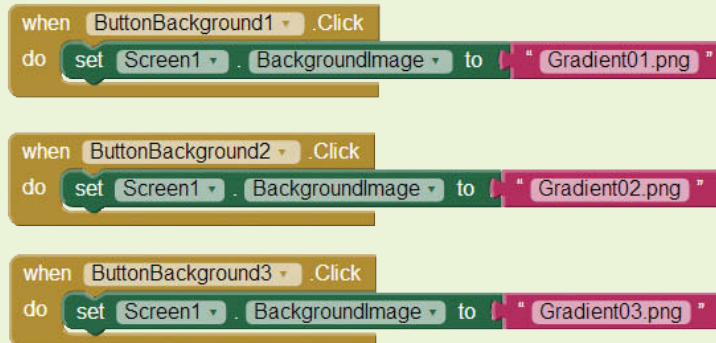 when ButtonBackground1 .Click
do set Screen1 . BackgroundImage to " Gradient01.png "
when ButtonBackground2 .Click
do set Screen1 . BackgroundImage to " Gradient02.png "
when ButtonBackground3 .Click
do set Screen1 . BackgroundImage to " Gradient03.png "